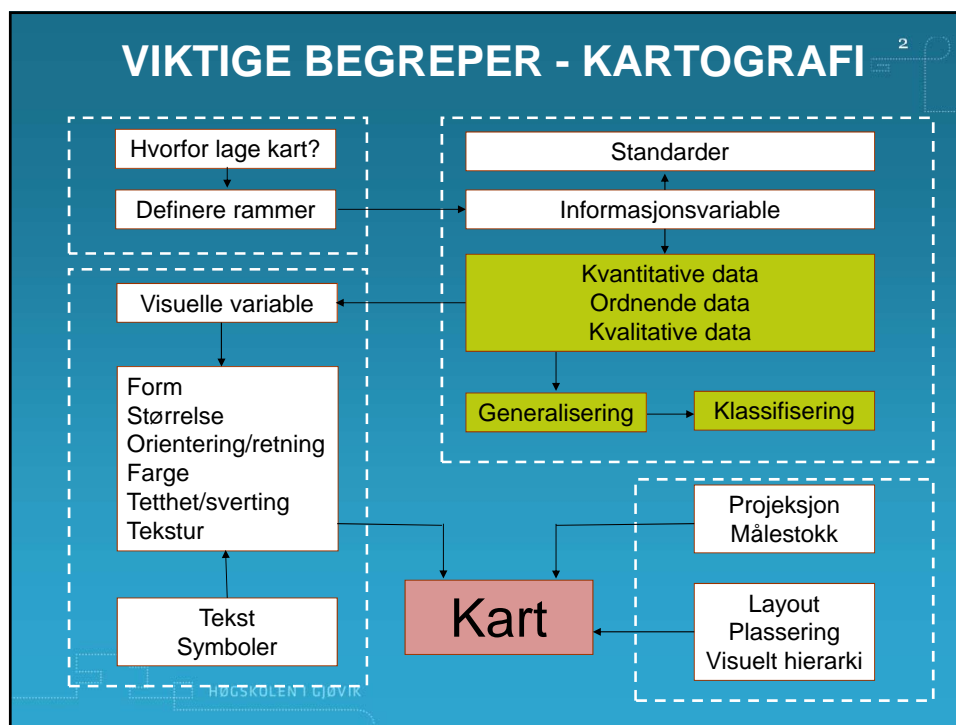 VIKTIGE BEGREPER - KARTOGRAFI
2
Hvorfor lage kart?
Definere rammer
Standarder
Informasjonsvariable
Kvantitative data
Ordnende data
Kvalitative data
Generalisering
Klassifisering
Visuelle variable
Form
Størrelse
Orientering/retning
Farge
Tetthet/sverting
Tekstur
Tekst
Symboler
Projeksjon
Målestokk
Layout
Plassering
Visuelt hierarki
Kart
HØGSKOLEN I GJØVIK